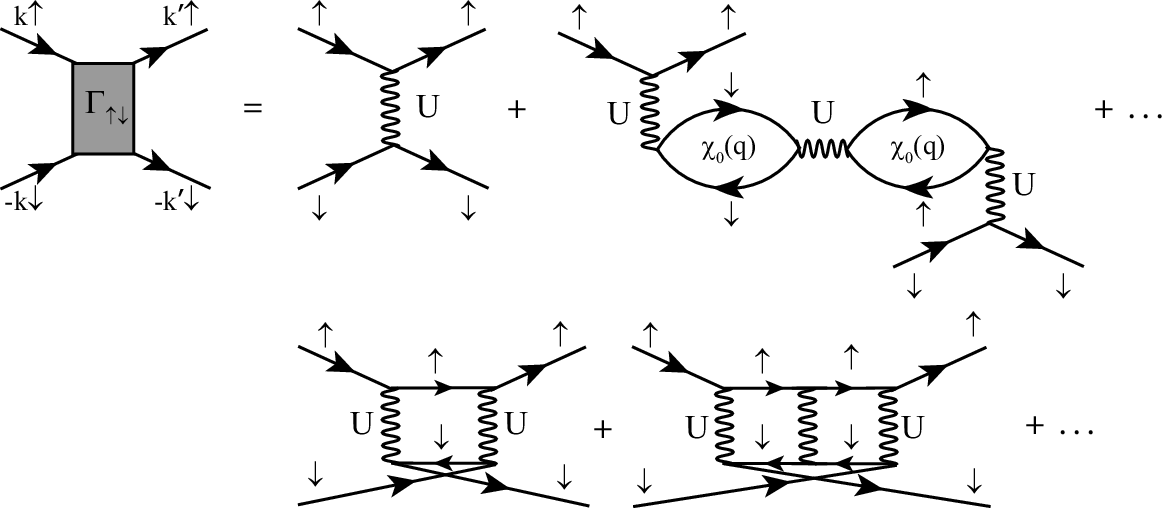 k↑ k′↑ ↑ ↑ ↑ ↑
Γ↑↓ = U + U ↓ χ₀(q) ↓ U ↑ χ₀(q) ↑ U + ...
-k↓ -k′↓ ↓ ↓ ↓ ↓
↑ ↑ ↑ ↑ ↑ ↑ ↑
U ↓ U + U ↓ ↓ U + ...
↓ ↓ ↓ ↓